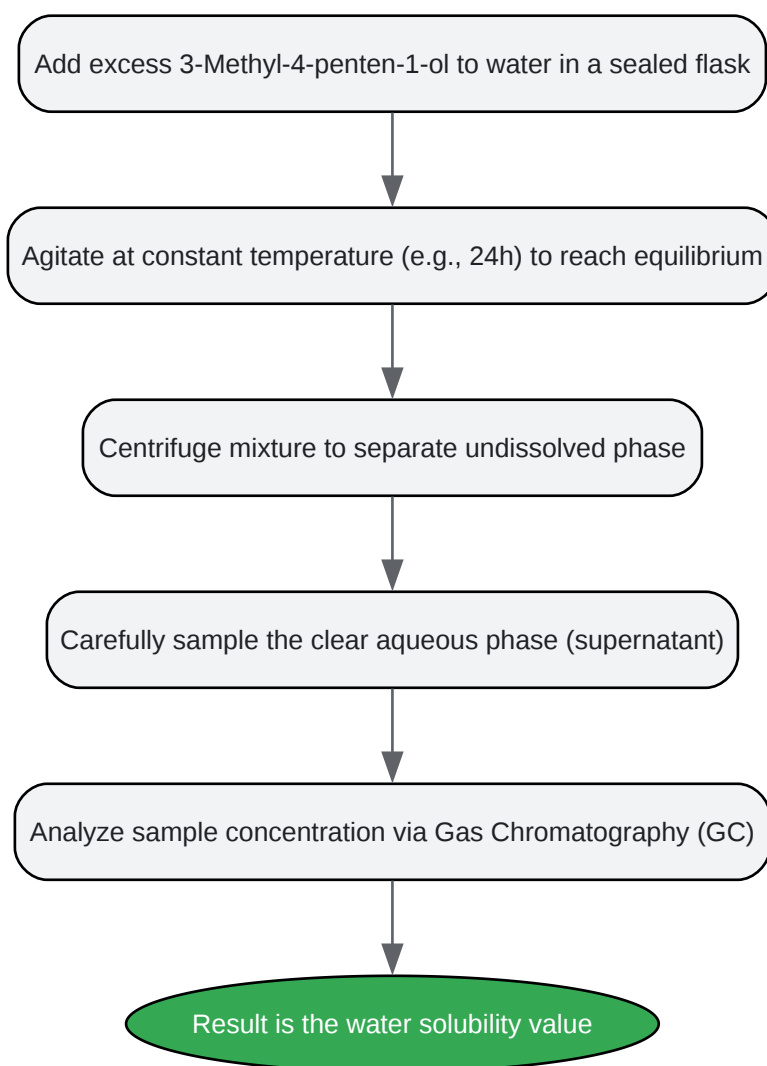 Add excess 3-Methyl-4-penten-1-ol to water in a sealed flask
Agitate at constant temperature (e.g., 24h) to reach equilibrium
Centrifuge mixture to separate undissolved phase
Carefully sample the clear aqueous phase (supernatant)
Analyze sample concentration via Gas Chromatography (GC)
Result is the water solubility value